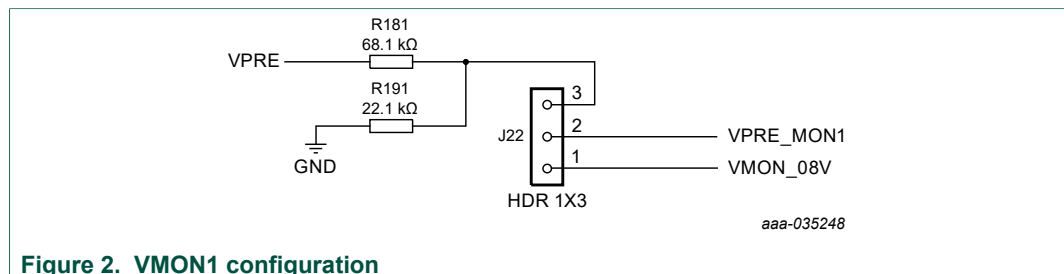 R181
68.1 kΩ
VPRE
R191
22.1 kΩ
GND
3
J22
2
VPRE_MON1
1
VMON_08V
HDR 1X3
aaa-035248
Figure 2. VMON1 configuration